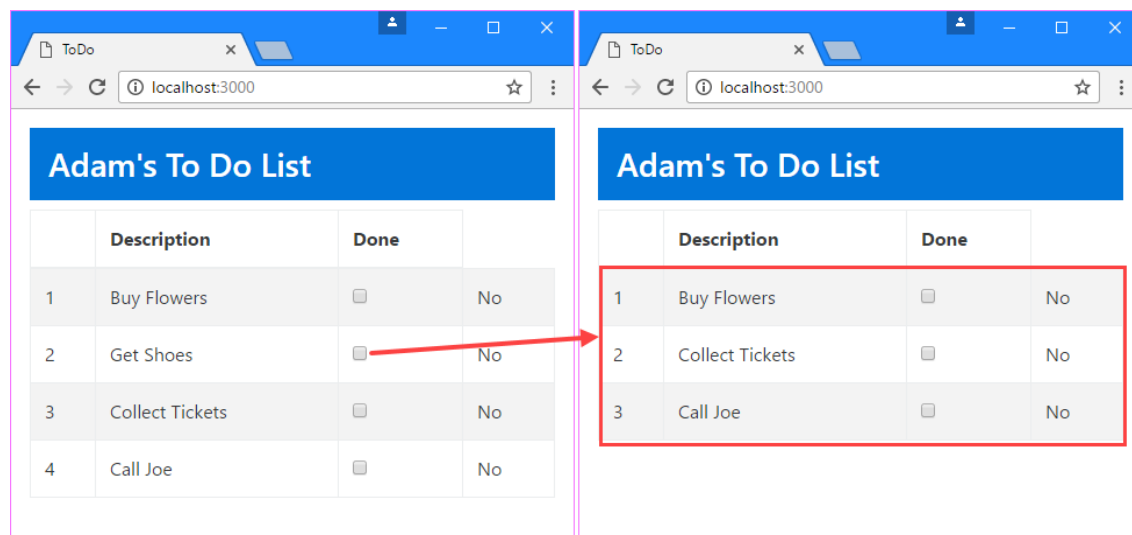 ToDo
localhost:3000
Adam's To Do List
Description Done
1 Buy Flowers No
2 Get Shoes No
3 Collect Tickets No
4 Call Joe No
ToDo
localhost:3000
Adam's To Do List
Description Done
1 Buy Flowers No
2 Collect Tickets No
3 Call Joe No